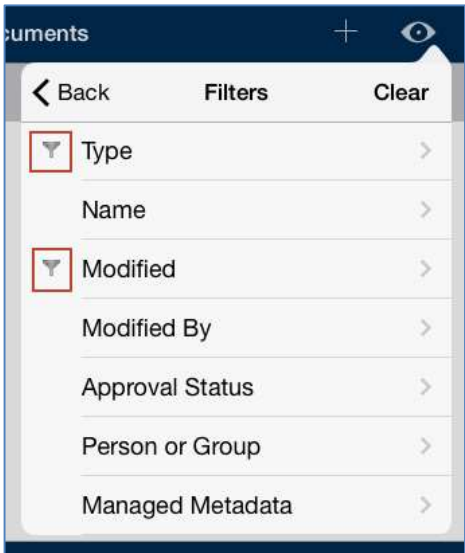 cuments
Back Filters Clear
Type
Name
Modified
Modified By
Approval Status
Person or Group
Managed Metadata